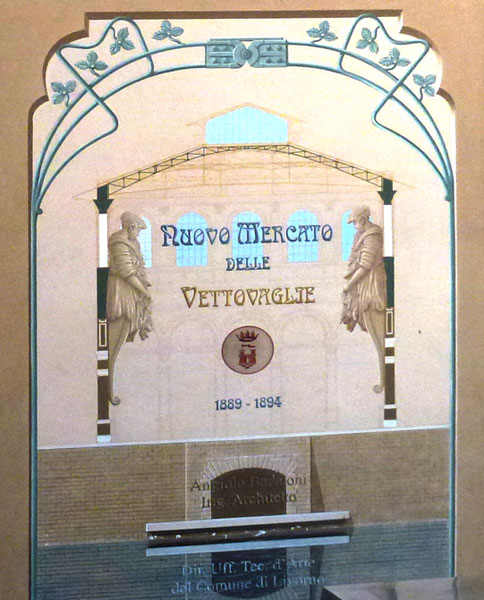 Nuovo Mercato
delle
Vettovaglie
1889 - 1894
Angiolo Badaloni
Ing. Architetto
Dir. Uff. Tec. d'Arte
del Comune di Livorno